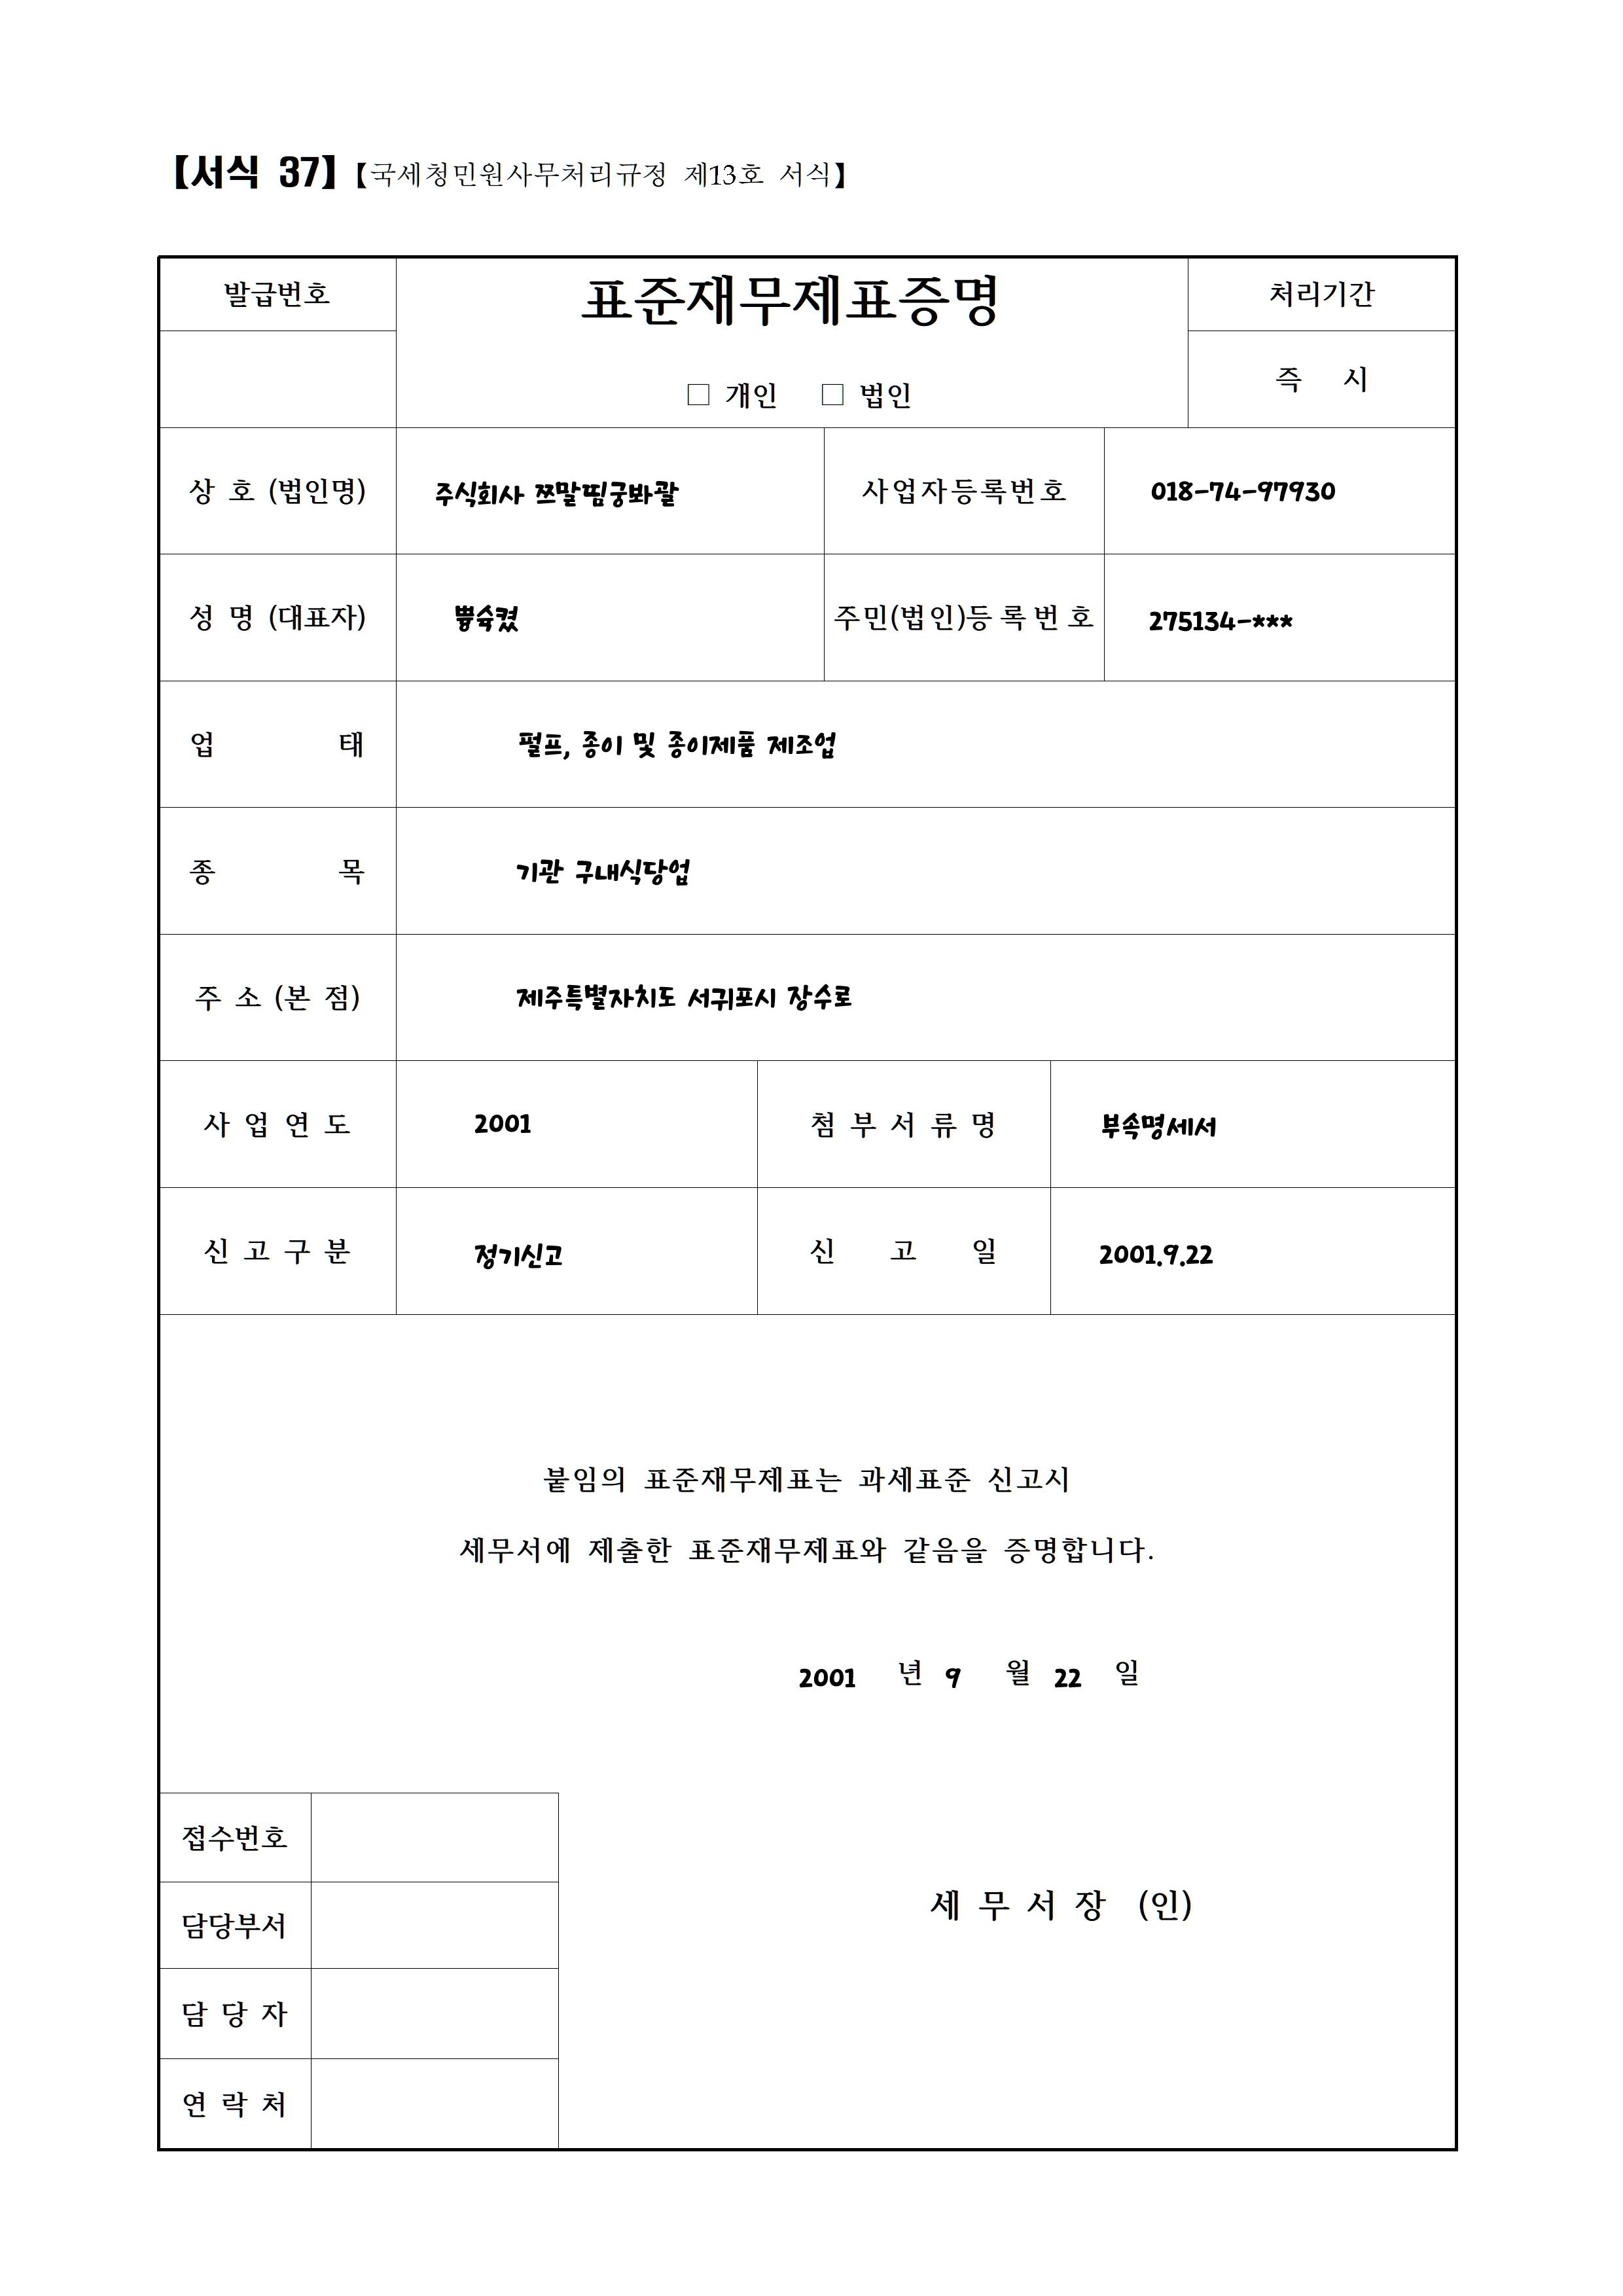 【서식 37】【국세청민원사무처리규정 제13호 서식】
발급번호
표준재무제표증명
처리기간
□ 개인 □ 법인
즉 시
상 호 (법인명) 주식회사 쯔말띰궁봐괄 사업자등록번호 018-74-97930
성 명 (대표자) 주민(법인)등록번호 275134-***
업 태 펄프, 종이 및 종이제품 제조업
종 목 기관 구내식당업
주 소 (본 점) 제주특별자치도 서귀포시 장수로
사 업 연 도 2001 첨 부 서 류 명 부속명세서
신 고 구 분 정기신고 신 고 일 2001.9.22
붙임의 표준재무제표는 과세표준 신고시
세무서에 제출한 표준재무제표와 같음을 증명합니다.
2001 년 9 월 22 일
접수번호
담당부서
세 무 서 장 (인)
담 당 자
연 락 처